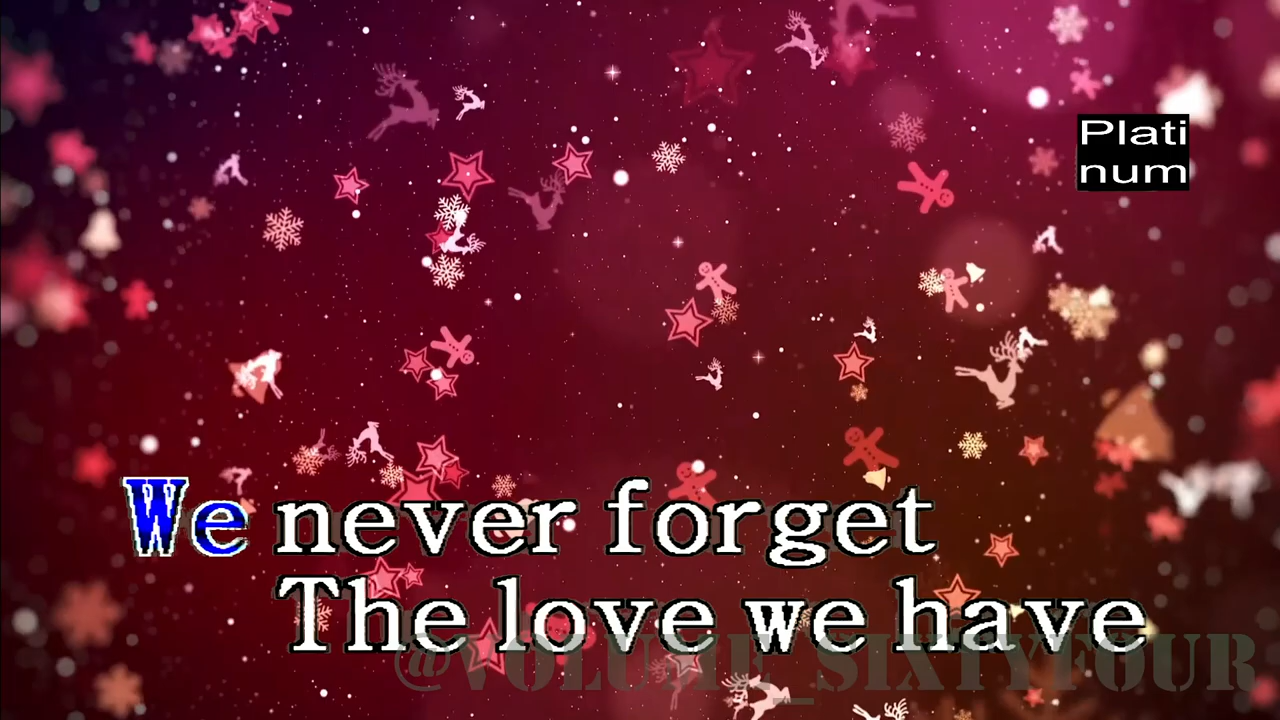 Plati
num
We never forget
The love we have
@VOLUME_SIXTYFOUR